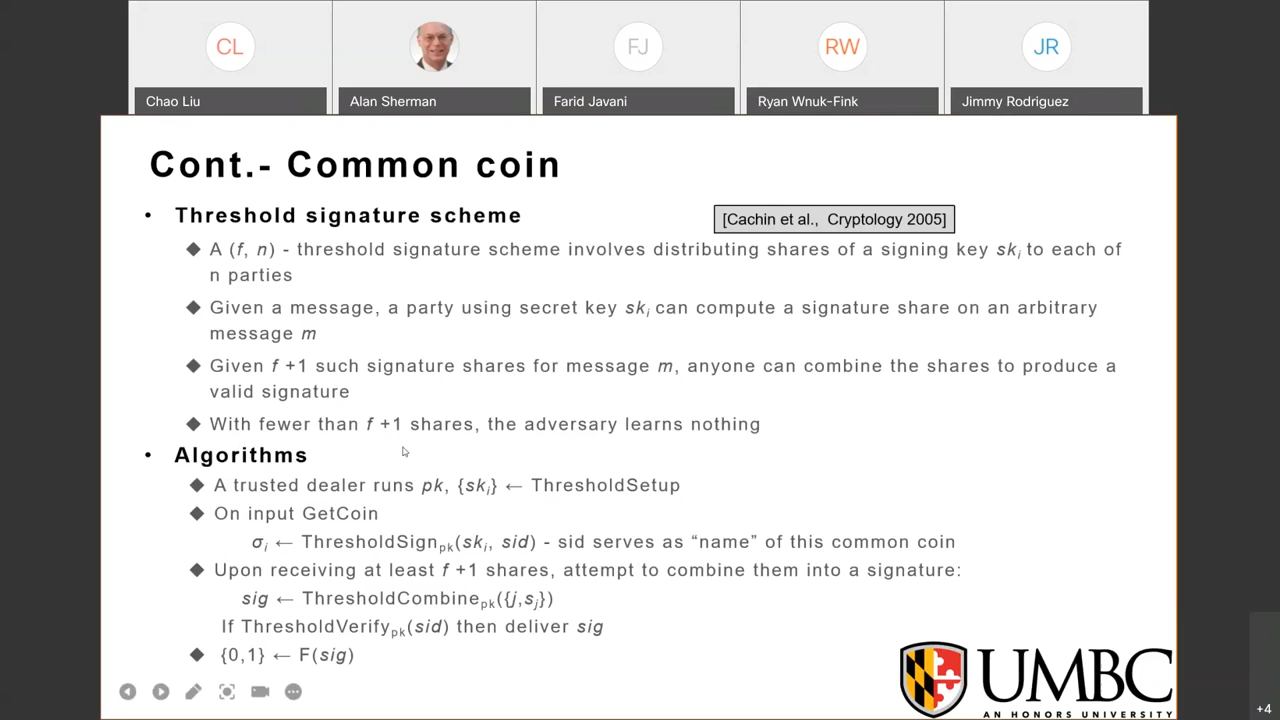 CL
FJ
RW
JR
Chao Liu
Alan Sherman
Farid Javani
Ryan Wnuk-Fink
Jimmy Rodriguez
Cont.- Common coin
• Threshold signature scheme
[Cachin et al., Cryptology 2005]
◆ A (f, n) - threshold signature scheme involves distributing shares of a signing key skᵢ to each of
n parties
◆ Given a message, a party using secret key skᵢ can compute a signature share on an arbitrary
message m
◆ Given f +1 such signature shares for message m, anyone can combine the shares to produce a
valid signature
◆ With fewer than f +1 shares, the adversary learns nothing
• Algorithms
◆ A trusted dealer runs pk, {skᵢ} ← ThresholdSetup
◆ On input GetCoin
σᵢ ← ThresholdSignₚₖ(skᵢ, sid) - sid serves as “name” of this common coin
◆ Upon receiving at least f +1 shares, attempt to combine them into a signature:
sig ← ThresholdCombineₚₖ({j,sⱼ})
If ThresholdVerifyₚₖ(sid) then deliver sig
◆ {0,1} ← F(sig)
UMBC
AN HONORS UNIVERSITY
+4